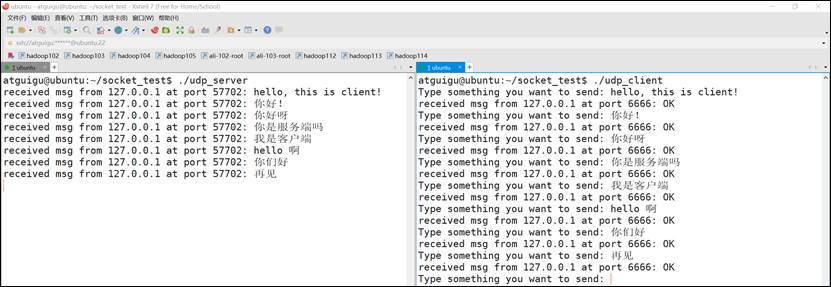 ubuntu - atguigu@ubuntu: ~/socket_test - Xshell 7 (Free for Home/School)
文件(F) 编辑(E) 查看(V) 工具(T) 选项卡(B) 窗口(W) 帮助(H)
ssh://atguigu:******@ubuntu:22
hadoop102 hadoop103 hadoop104 hadoop105 ali-102-root ali-103-root hadoop112 hadoop113 hadoop114
1 ubuntu
atguigu@ubuntu:~/socket_test$ ./udp_server
received msg from 127.0.0.1 at port 57702: hello, this is client!
received msg from 127.0.0.1 at port 57702: 你好!
received msg from 127.0.0.1 at port 57702: 你好呀
received msg from 127.0.0.1 at port 57702: 你是服务端吗
received msg from 127.0.0.1 at port 57702: 我是客户端
received msg from 127.0.0.1 at port 57702: hello 啊
received msg from 127.0.0.1 at port 57702: 你们好
received msg from 127.0.0.1 at port 57702: 再见
1 ubuntu
atguigu@ubuntu:~/socket_test$ ./udp_client
Type something you want to send: hello, this is client!
received msg from 127.0.0.1 at port 6666: OK
Type something you want to send: 你好!
received msg from 127.0.0.1 at port 6666: OK
Type something you want to send: 你好呀
received msg from 127.0.0.1 at port 6666: OK
Type something you want to send: 你是服务端吗
received msg from 127.0.0.1 at port 6666: OK
Type something you want to send: 我是客户端
received msg from 127.0.0.1 at port 6666: OK
Type something you want to send: hello 啊
received msg from 127.0.0.1 at port 6666: OK
Type something you want to send: 你们好
received msg from 127.0.0.1 at port 6666: OK
Type something you want to send: 再见
received msg from 127.0.0.1 at port 6666: OK
Type something you want to send: